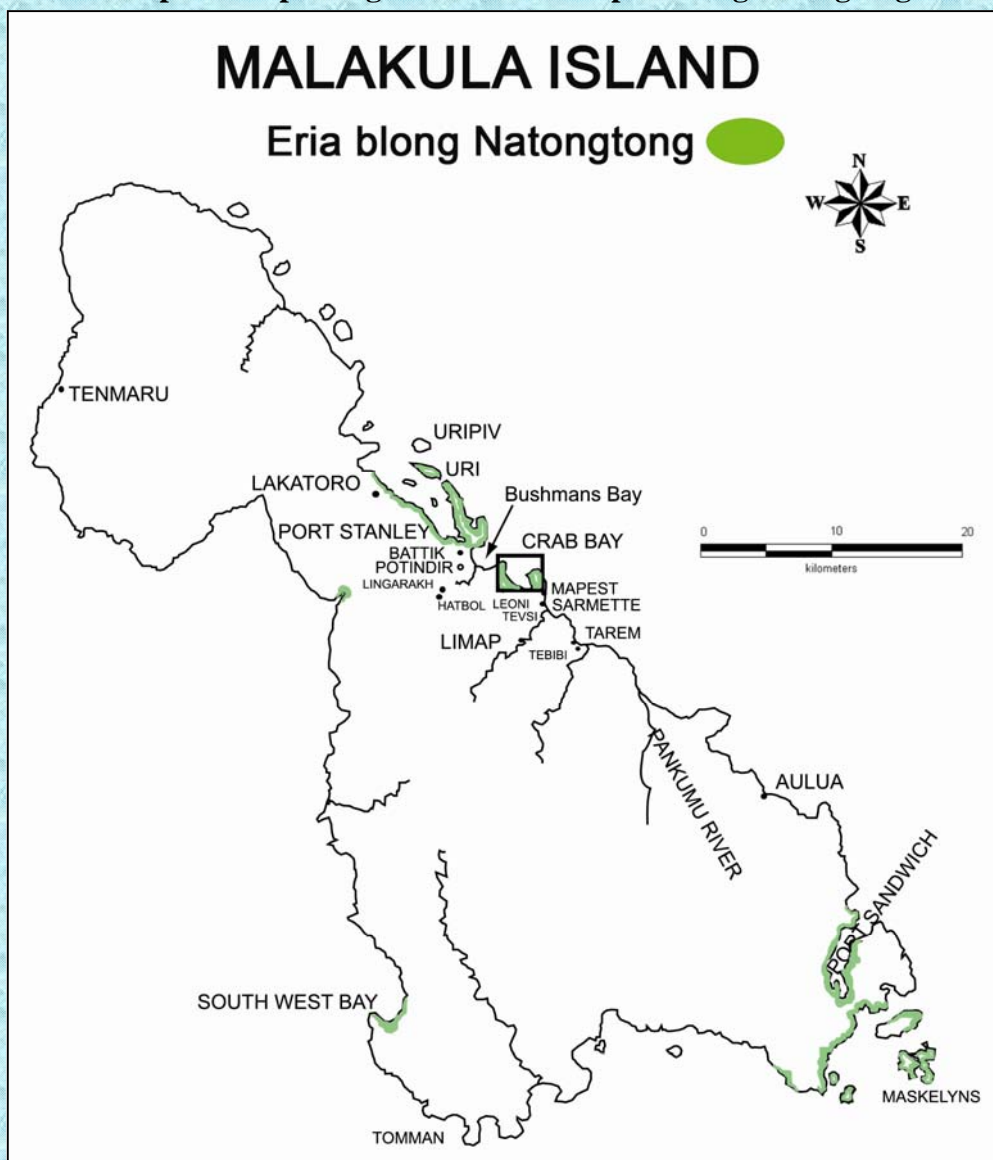 MALAKULA ISLAND
Eria blong Natongtong
N
W E
S
TENMARU
URIPIV
URI
LAKATORO
Bushmans Bay
PORT STANLEY
CRAB BAY
BATTIK
POTINDIR
LINGARAKH
HATBOL
LEONI
TEVSI
MAPEST
SARMETTE
LIMAP
TAREM
TEBIBI
0 10 20
kilometers
PANKUMU RIVER
AULUA
PORT SANDWICH
SOUTH WEST BAY
MASKELYNS
TOMMAN